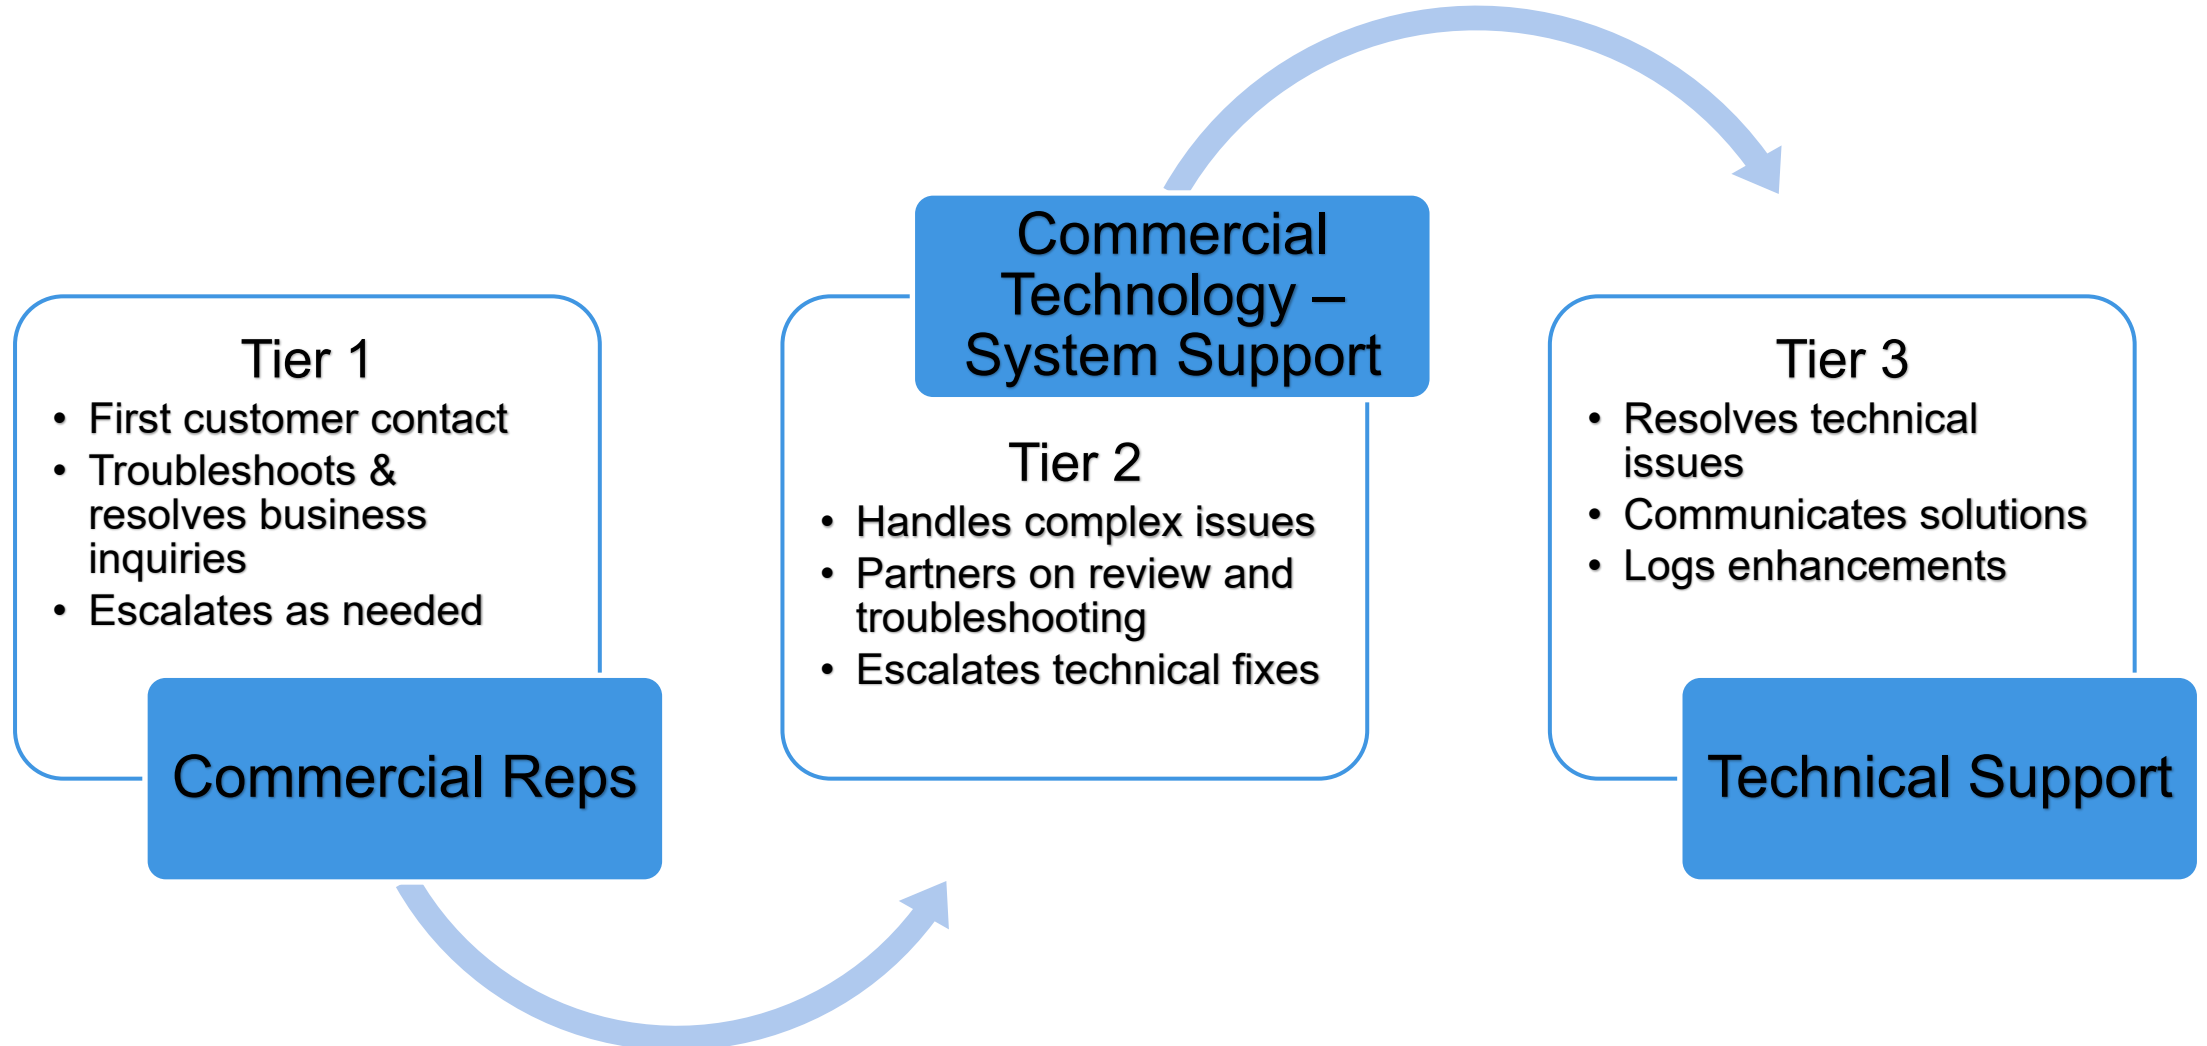 Tier 1
• First customer contact
• Troubleshoots &
resolves business
inquiries
• Escalates as needed
Commercial Reps
Commercial
Technology –
System Support
Tier 2
• Handles complex issues
• Partners on review and
troubleshooting
• Escalates technical fixes
Tier 3
• Resolves technical
issues
• Communicates solutions
• Logs enhancements
Technical Support